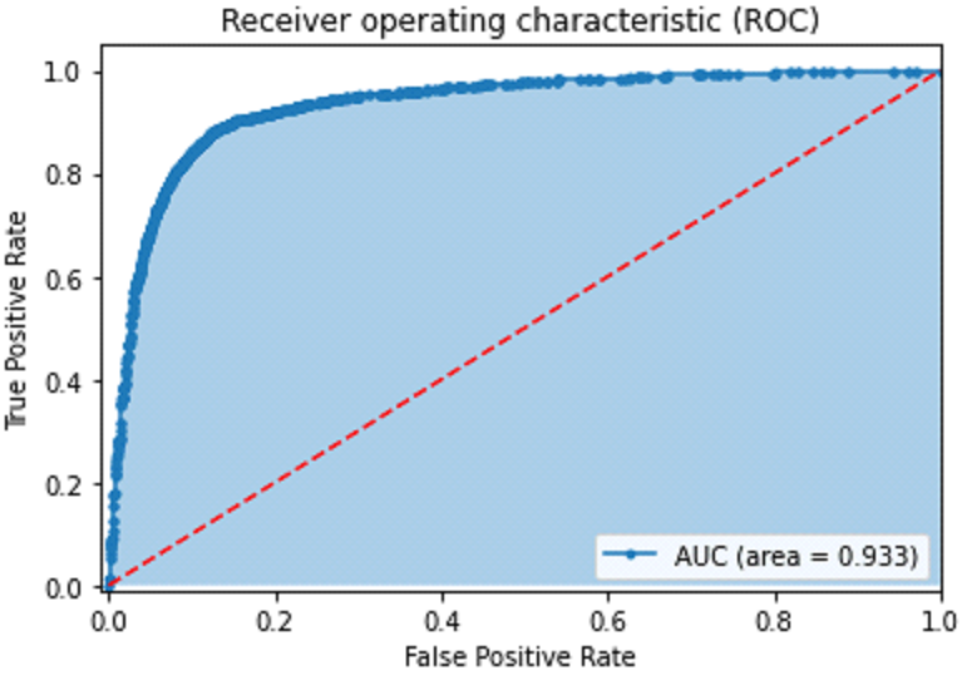 Receiver operating characteristic (ROC)
True Positive Rate
1.0
0.8
0.6
0.4
0.2
0.0
AUC (area = 0.933)
0.0 0.2 0.4 0.6 0.8 1.0
False Positive Rate